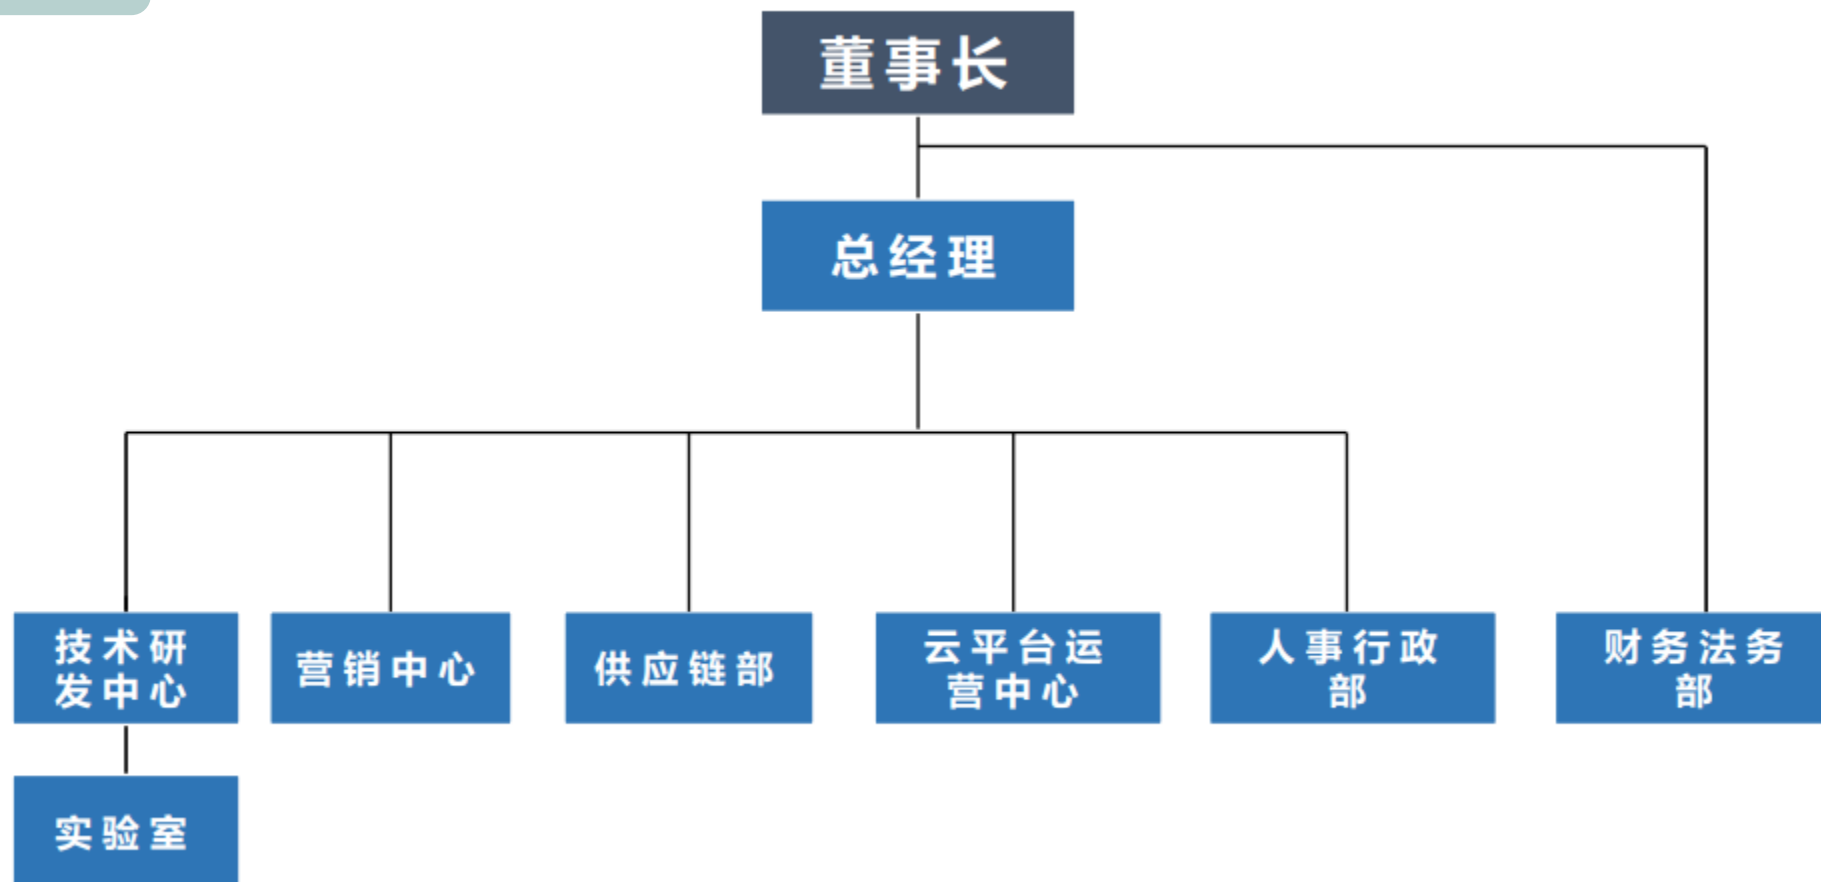 董事长
总经理
技术研
发中心
营销中心
供应链部
云平台运
营中心
人事行政
部
财务法务
部
实验室